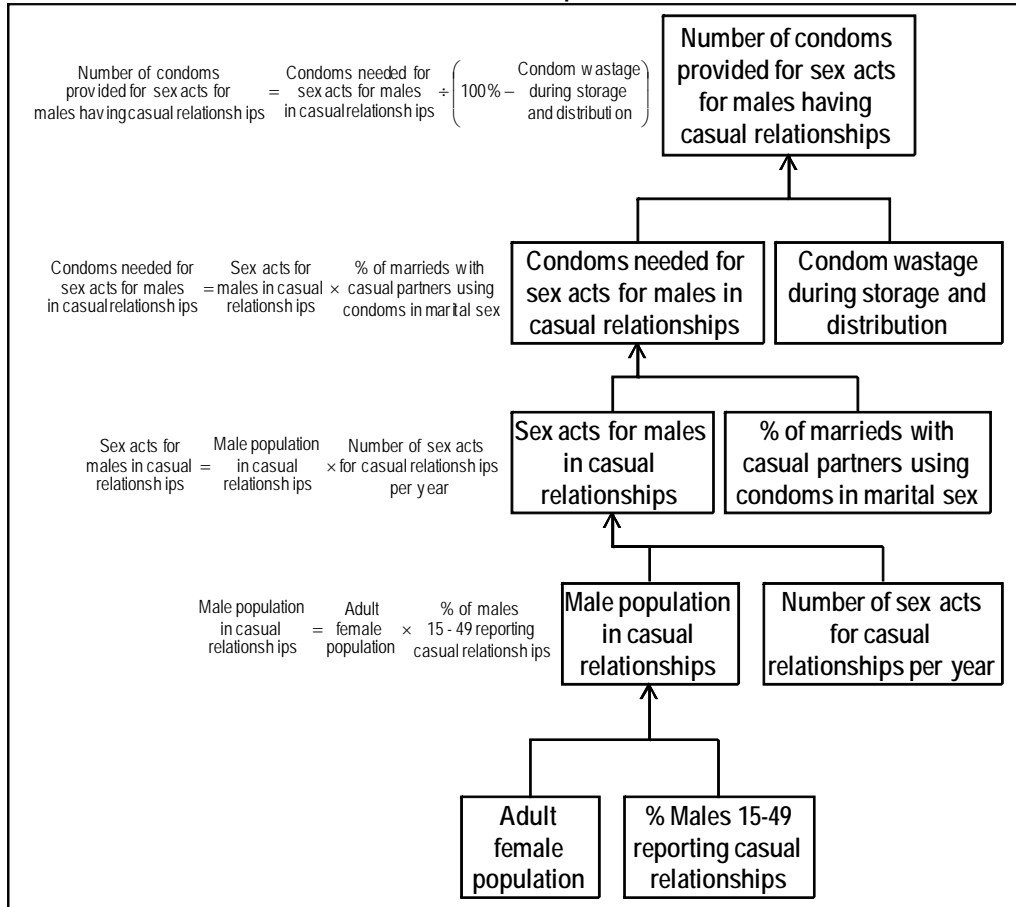 Number of condoms
provided for sex acts for
males having casual relationships
=
Condoms needed for
sex acts for males
in casual relationships
÷
(
100% −
Condom wastage
during storage
and distribution
)
Number of condoms
provided for sex acts
for males having
casual relationships
Condoms needed for
sex acts for males
in casual relationships
=
Sex acts for
males in casual
relationships
×
% of marrieds with
casual partners using
condoms in marital sex
Condoms needed for
sex acts for males in
casual relationships
Condom wastage
during storage and
distribution
Sex acts for
males in casual
relationships
=
Male population
in casual
relationships
×
Number of sex acts
for casual relationships
per year
Sex acts for males
in casual
relationships
% of marrieds with
casual partners using
condoms in marital sex
Male population
in casual
relationships
=
Adult
female
population
×
% of males
15 - 49 reporting
casual relationships
Male population
in casual
relationships
Number of sex acts
for casual
relationships per year
Adult
female
population
% Males 15-49
reporting casual
relationships